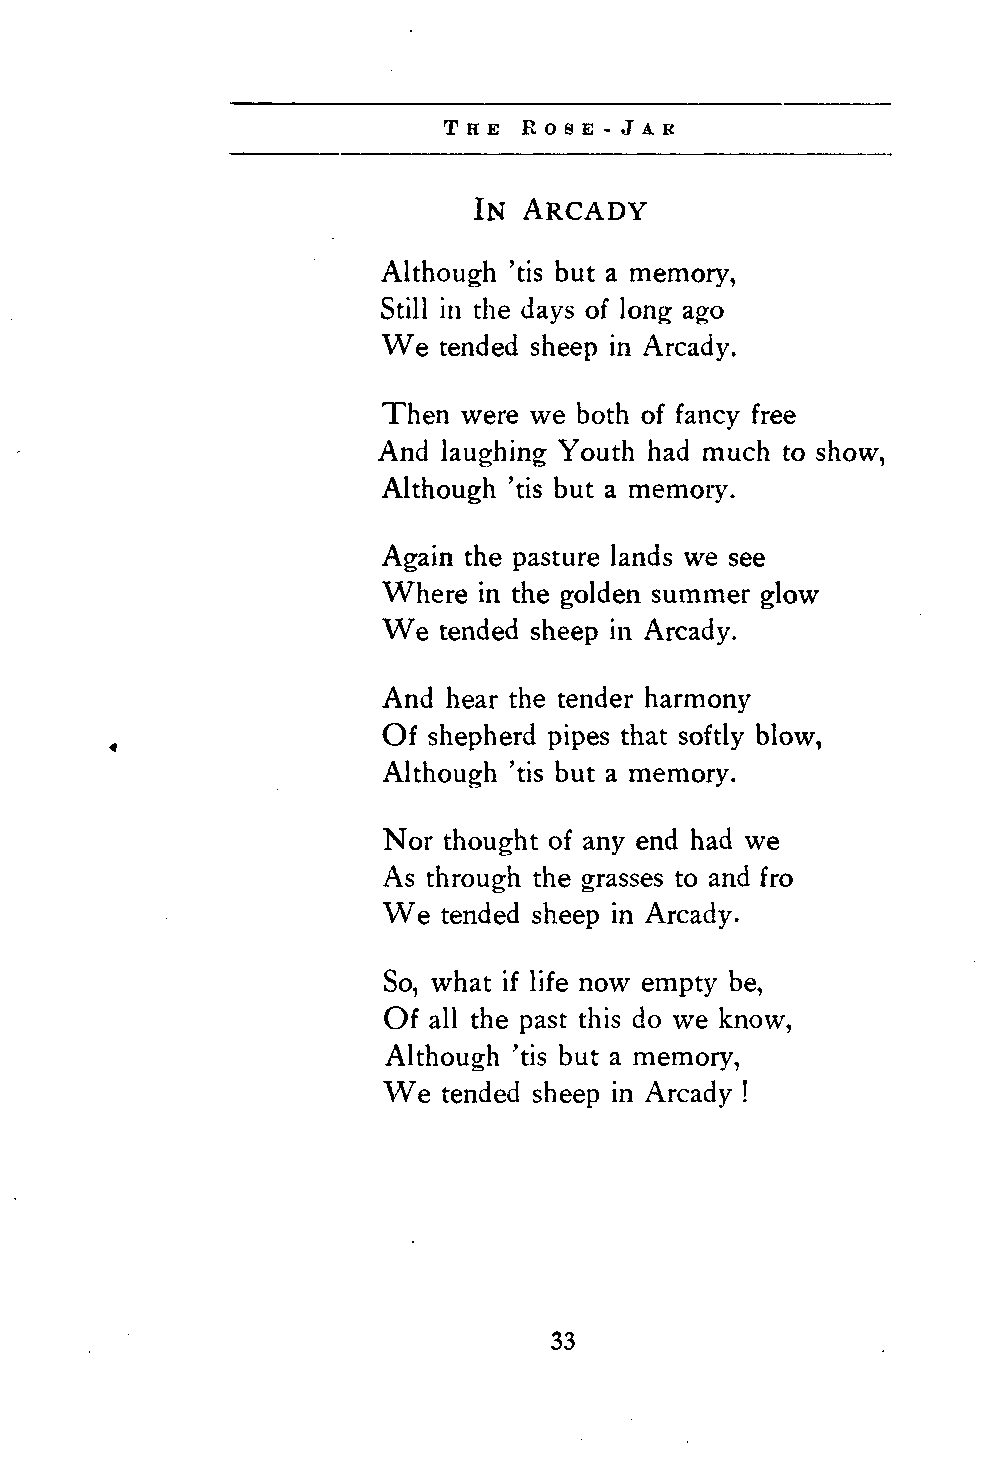 THE ROSE-JAR
IN ARCADY
Although 'tis but a memory,
Still in the days of long ago
We tended sheep in Arcady.
Then were we both of fancy free
And laughing Youth had much to show,
Although 'tis but a memory.
Again the pasture lands we see
Where in the golden summer glow
We tended sheep in Arcady.
And hear the tender harmony
Of shepherd pipes that softly blow,
Although 'tis but a memory.
Nor thought of any end had we
As through the grasses to and fro
We tended sheep in Arcady.
So, what if life now empty be,
Of all the past this do we know,
Although 'tis but a memory,
We tended sheep in Arcady !
33